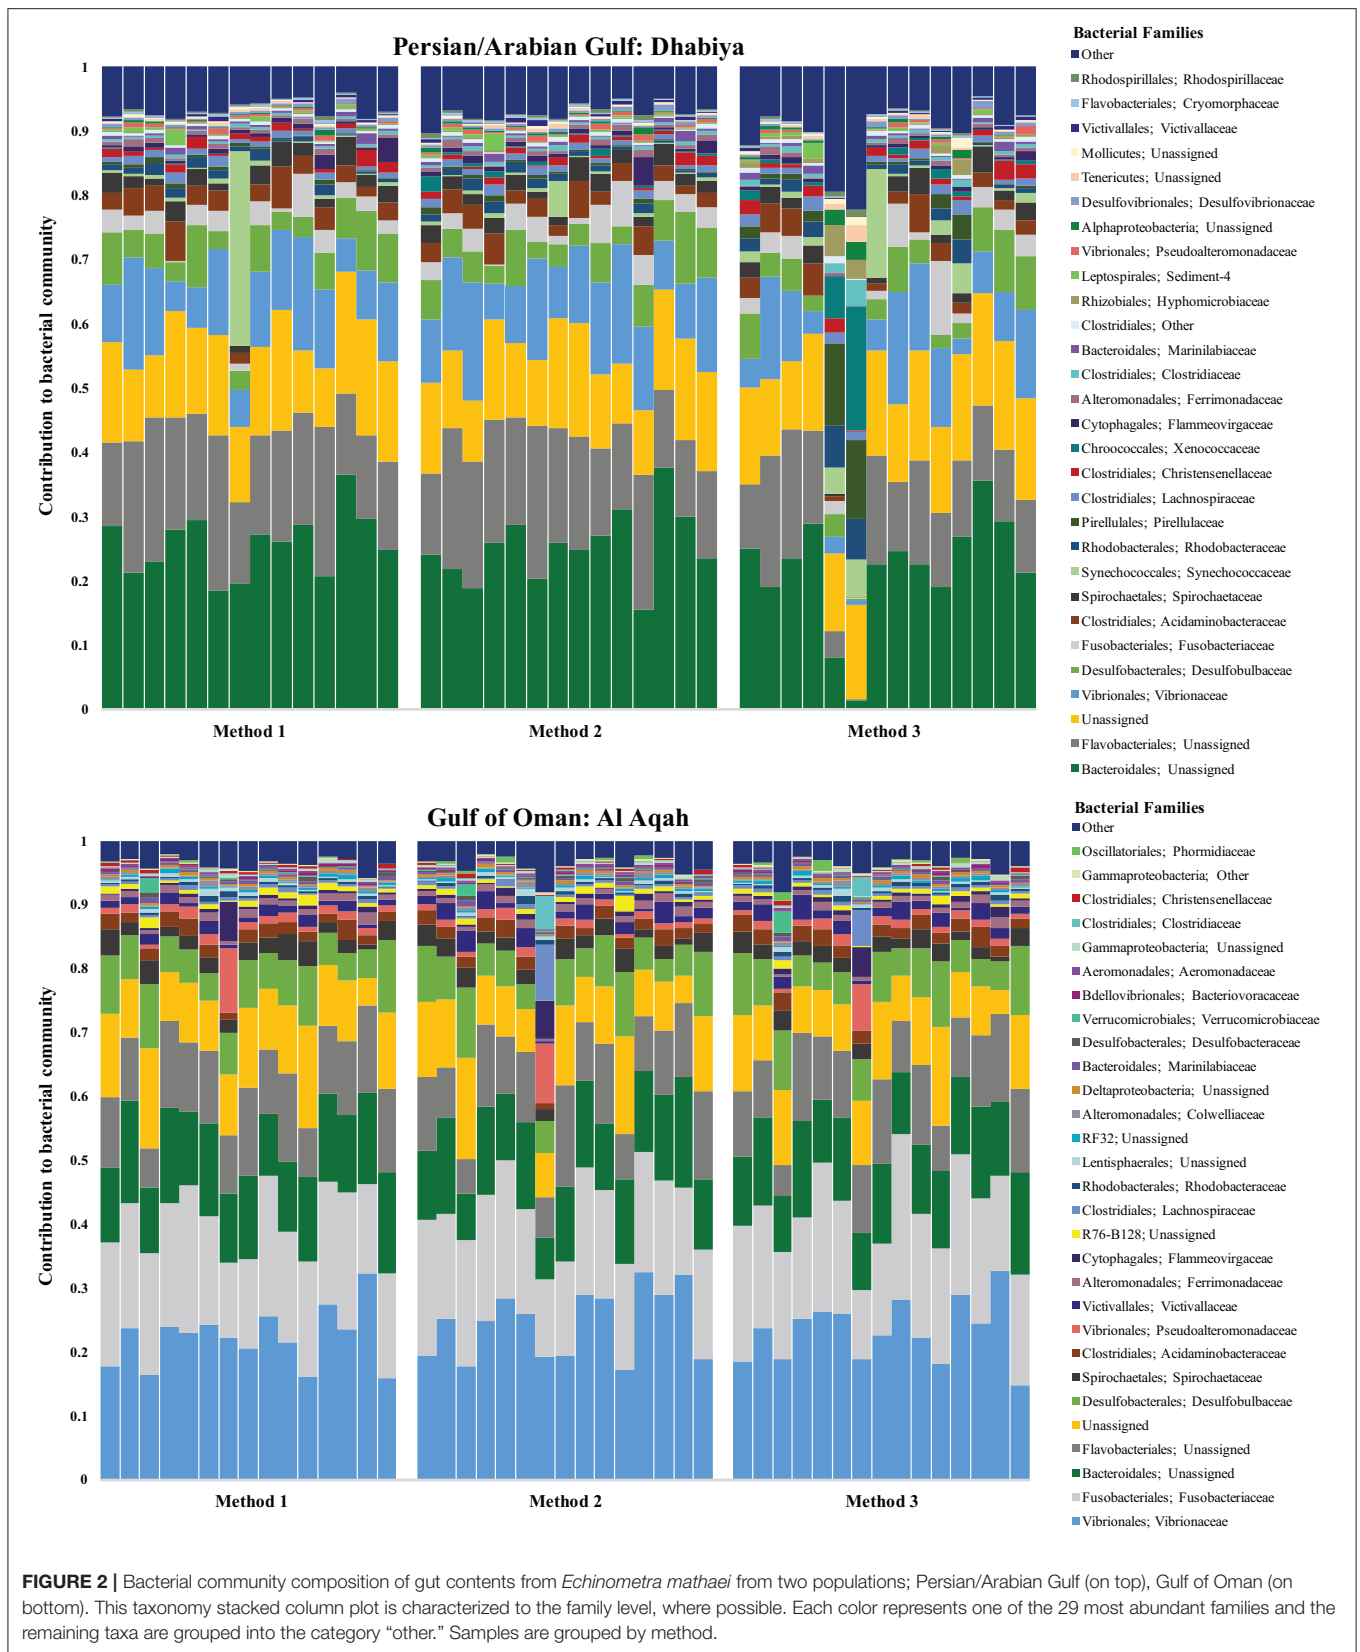 Persian/Arabian Gulf: Dhabiya
Contribution to bacterial community
1
0.9
0.8
0.7
0.6
0.5
0.4
0.3
0.2
0.1
0
Method 1
Method 2
Method 3
Bacterial Families
Other
Rhodospirillales; Rhodospirillaceae
Flavobacteriales; Cryomorphaceae
Victivallales; Victivallaceae
Mollicutes; Unassigned
Tenericutes; Unassigned
Desulfovibrionales; Desulfovibrionaceae
Alphaproteobacteria; Unassigned
Vibrionales; Pseudoalteromonadaceae
Leptospirales; Sediment-4
Rhizobiales; Hyphomicrobiaceae
Clostridiales; Other
Bacteroidales; Marinilabiaceae
Clostridiales; Clostridiaceae
Alteromonadales; Ferrimonadaceae
Cytophagales; Flammeovirgaceae
Chroococcales; Xenococcaceae
Clostridiales; Christensenellaceae
Clostridiales; Lachnospiraceae
Pirellulales; Pirellulaceae
Rhodobacterales; Rhodobacteraceae
Synechococcales; Synechococcaceae
Spirochaetales; Spirochaetaceae
Clostridiales; Acidaminobacteraceae
Fusobacteriales; Fusobacteriaceae
Desulfobacterales; Desulfobulbaceae
Vibrionales; Vibrionaceae
Unassigned
Flavobacteriales; Unassigned
Bacteroidales; Unassigned
Gulf of Oman: Al Aqah
Contribution to bacterial community
1
0.9
0.8
0.7
0.6
0.5
0.4
0.3
0.2
0.1
0
Method 1
Method 2
Method 3
Bacterial Families
Other
Oscillatoriales; Phormidiaceae
Gammaproteobacteria; Other
Clostridiales; Christensenellaceae
Clostridiales; Clostridiaceae
Gammaproteobacteria; Unassigned
Aeromonadales; Aeromonadaceae
Bdellovibrionales; Bacteriovoracaceae
Verrucomicrobiales; Verrucomicrobiaceae
Desulfobacterales; Desulfobacteraceae
Bacteroidales; Marinilabiaceae
Deltaproteobacteria; Unassigned
Alteromonadales; Colwelliaceae
RF32; Unassigned
Lentisphaerales; Unassigned
Rhodobacterales; Rhodobacteraceae
Clostridiales; Lachnospiraceae
R76-B128; Unassigned
Cytophagales; Flammeovirgaceae
Alteromonadales; Ferrimonadaceae
Victivallales; Victivallaceae
Vibrionales; Pseudoalteromonadaceae
Clostridiales; Acidaminobacteraceae
Spirochaetales; Spirochaetaceae
Desulfobacterales; Desulfobulbaceae
Unassigned
Flavobacteriales; Unassigned
Bacteroidales; Unassigned
Fusobacteriales; Fusobacteriaceae
Vibrionales; Vibrionaceae
FIGURE 2 | Bacterial community composition of gut contents from Echinometra mathaei from two populations; Persian/Arabian Gulf (on top), Gulf of Oman (on
bottom). This taxonomy stacked column plot is characterized to the family level, where possible. Each color represents one of the 29 most abundant families and the
remaining taxa are grouped into the category “other.” Samples are grouped by method.